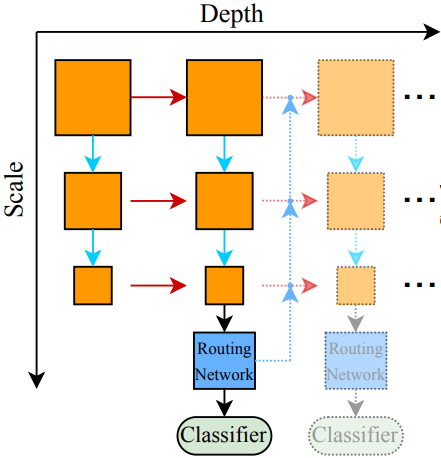 Depth
Scale
Routing
Network
Routing
Network
Classifier
Classifier